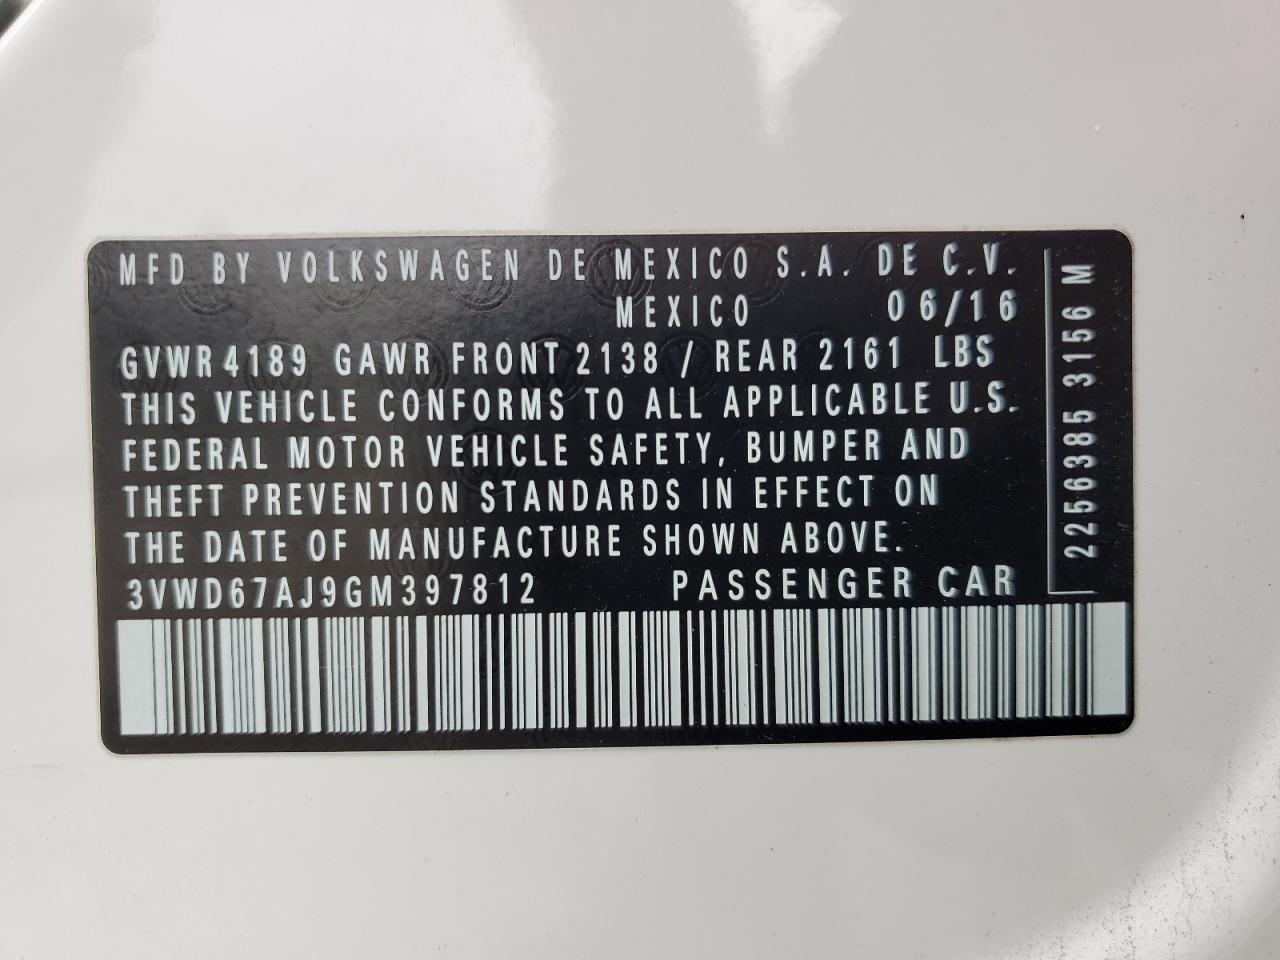 MFD BY VOLKSWAGEN DE MEXICO S.A. DE C.V.
MEXICO 06/16
GVWR 4189 GAWR FRONT 2138 / REAR 2161 LBS
THIS VEHICLE CONFORMS TO ALL APPLICABLE U.S.
FEDERAL MOTOR VEHICLE SAFETY, BUMPER AND
THEFT PREVENTION STANDARDS IN EFFECT ON
THE DATE OF MANUFACTURE SHOWN ABOVE.
3VWD67AJ9GM397812 PASSENGER CAR
2256385 3156 M